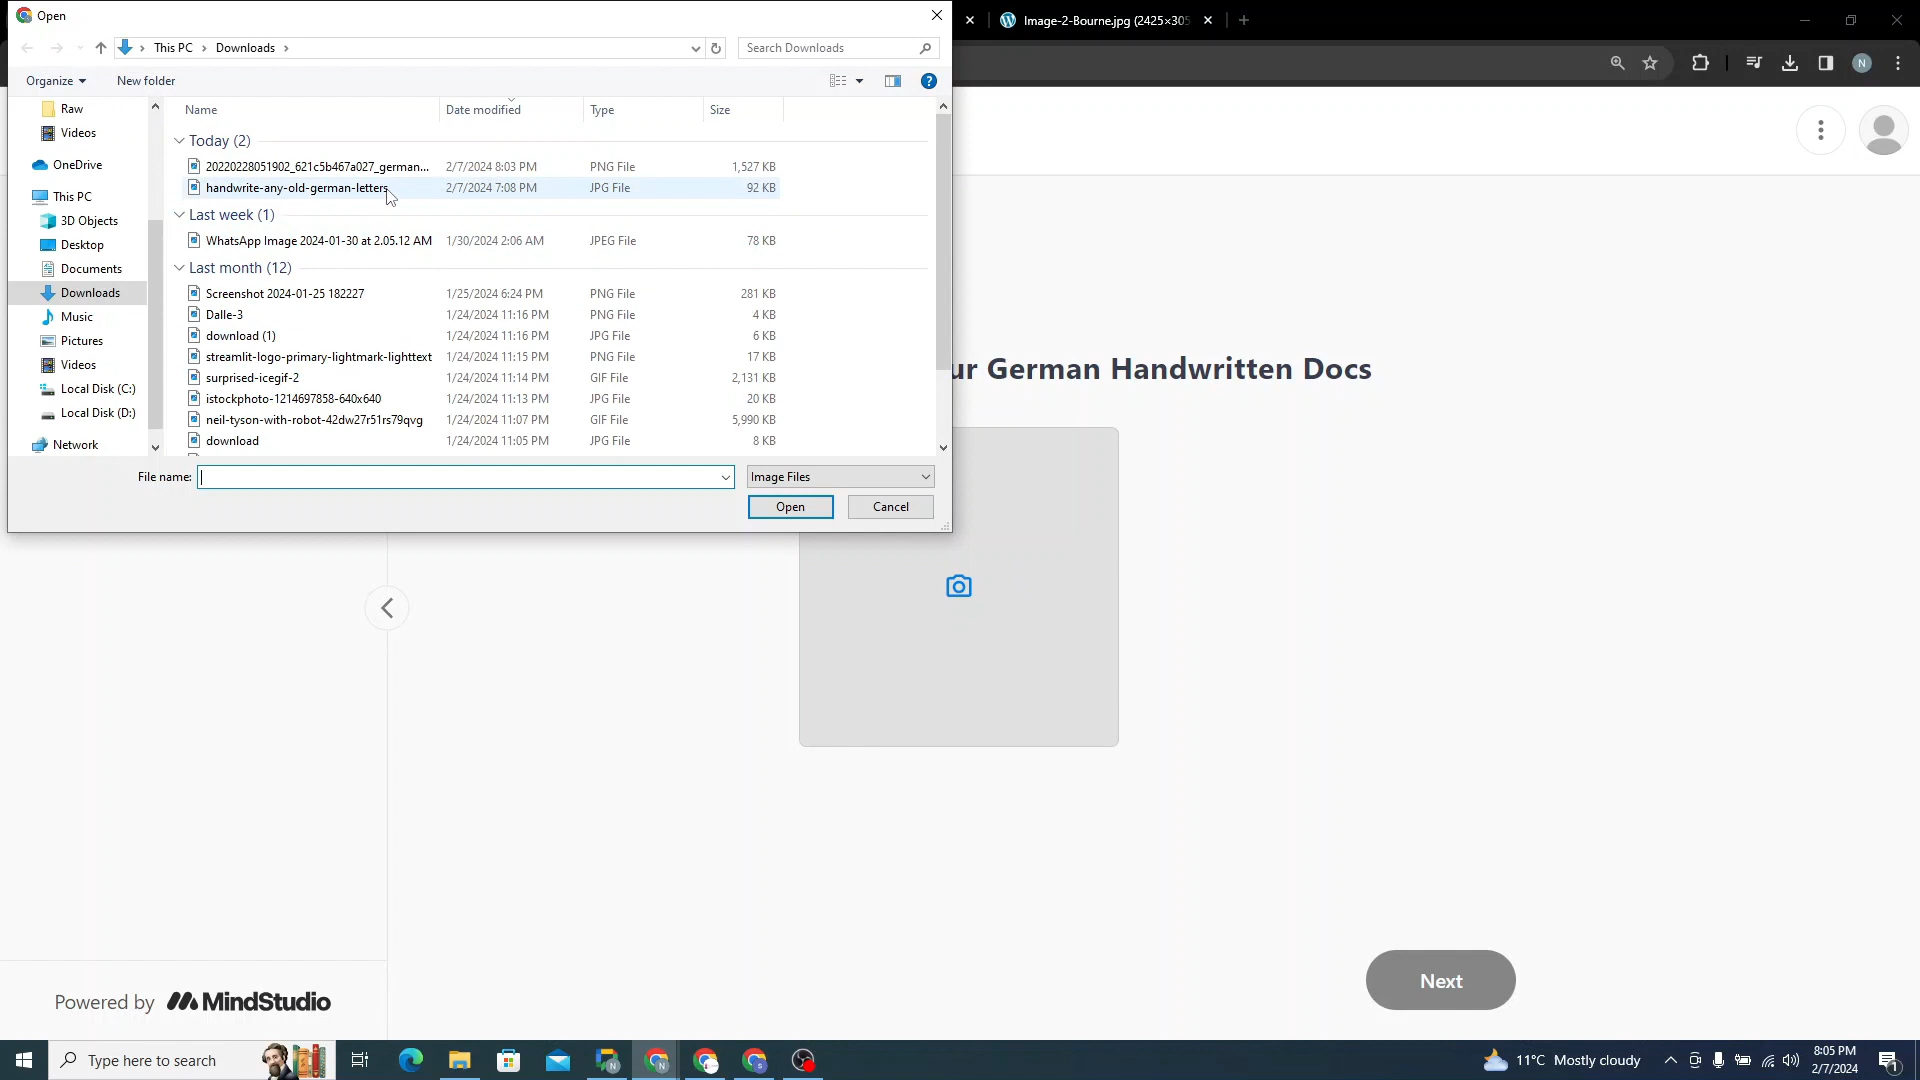 Open
Image-2-Bourne.jpg (2425×305
This PC
Downloads
Search Downloads
Organize
New folder
N
Raw
Videos
OneDrive
This PC
3D Objects
Desktop
Documents
Downloads
Music
Pictures
Videos
Local Disk (C:)
Local Disk (D:)
Network
Name Date modified Type Size
Today (2)
20220228051902_621c5b467a027_german... 2/7/2024 8:03 PM PNG File 1,527 KB
handwrite-any-old-german-letters 2/7/2024 7:08 PM JPG File 92 KB
Last week (1)
WhatsApp Image 2024-01-30 at 2.05.12 AM 1/30/2024 2:06 AM JPEG File 78 KB
Last month (12)
Screenshot 2024-01-25 182227 1/25/2024 6:24 PM PNG File 281 KB
Dalle-3 1/24/2024 11:16 PM PNG File 4 KB
download (1) 1/24/2024 11:16 PM JPG File 6 KB
streamlit-logo-primary-lightmark-lighttext 1/24/2024 11:15 PM PNG File 17 KB
surprised-icegif-2 1/24/2024 11:14 PM GIF File 2,131 KB
istockphoto-1214697858-640x640 1/24/2024 11:13 PM JPG File 20 KB
neil-tyson-with-robot-42dw27r51rs79qvg 1/24/2024 11:07 PM GIF File 5,990 KB
download 1/24/2024 11:05 PM JPG File 8 KB
File name:
Image Files
Open
Cancel
ur German Handwritten Docs
Next
Powered by MindStudio
Type here to search
11°C Mostly cloudy
8:05 PM
2/7/2024
1